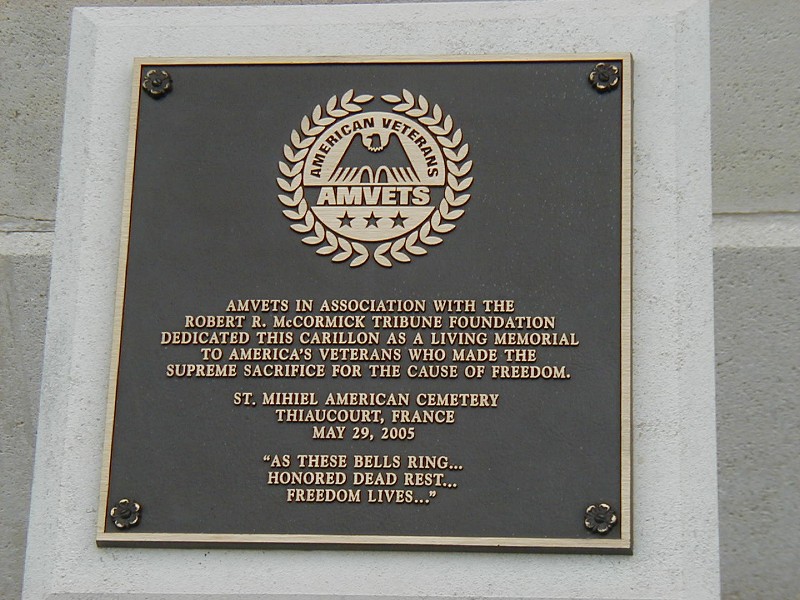 AMERICAN VETERANS
AMVETS
AMVETS IN ASSOCIATION WITH THE
ROBERT R. McCORMICK TRIBUNE FOUNDATION
DEDICATED THIS CARILLON AS A LIVING MEMORIAL
TO AMERICA'S VETERANS WHO MADE THE
SUPREME SACRIFICE FOR THE CAUSE OF FREEDOM.
ST. MIHIEL AMERICAN CEMETERY
THIAUCOURT, FRANCE
MAY 29, 2005
“AS THESE BELLS RING...
HONORED DEAD REST...
FREEDOM LIVES...”